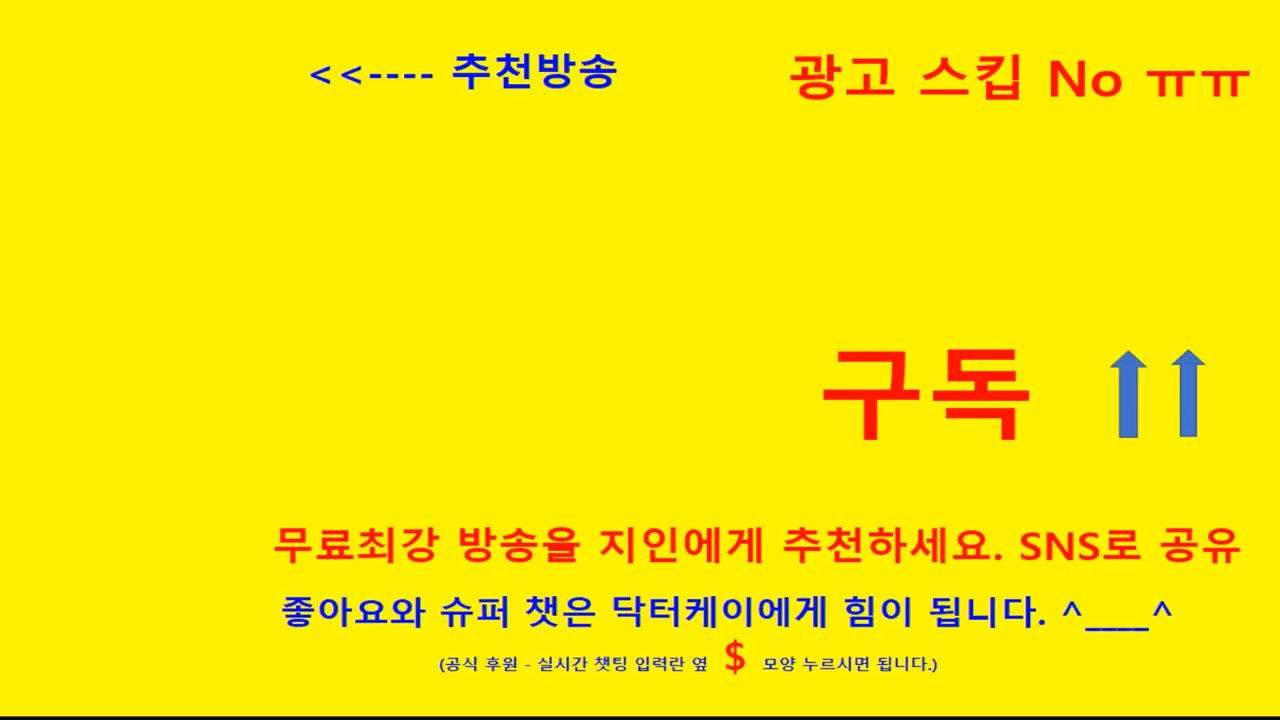 <<---- 추천방송
광고 스킵 No ㅠㅠ
구독
무료최강 방송을 지인에게 추천하세요. SNS로 공유
좋아요와 슈퍼 챗은 닥터케이에게 힘이 됩니다. ^____^
(공식 후원 - 실시간 챗팅 입력란 옆 $ 모양 누르시면 됩니다.)